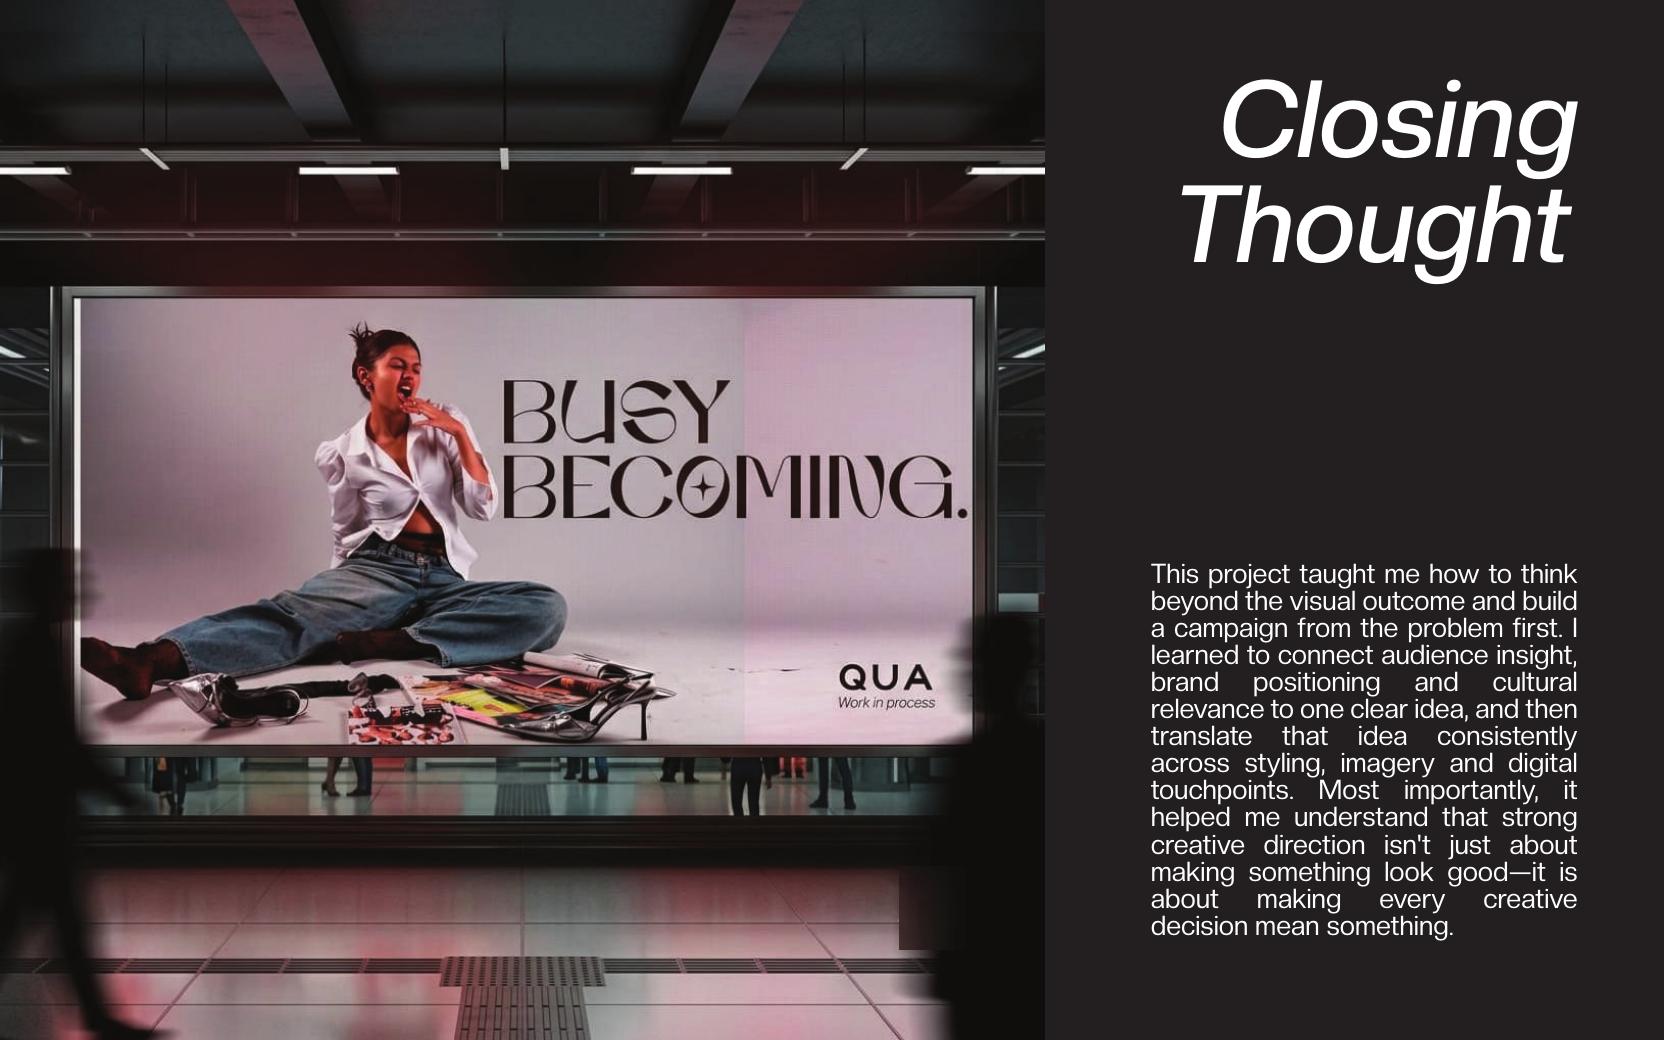 Closing
Thought
BUSY
BECOMING.
QUA
Work in process
This project taught me how to think
beyond the visual outcome and build
a campaign from the problem first. I
learned to connect audience insight,
brand positioning and cultural
relevance to one clear idea, and then
translate that idea consistently
across styling, imagery and digital
touchpoints. Most importantly, it
helped me understand that strong
creative direction isn't just about
making something look good—it is
about making every creative
decision mean something.